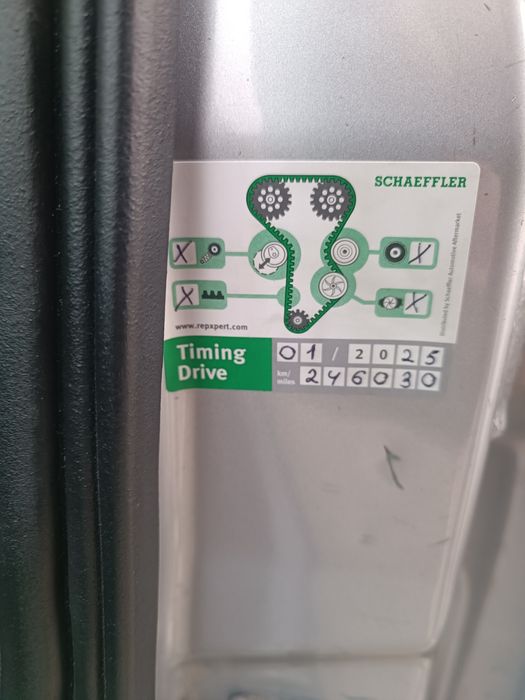 SCHAEFFLER
X
X
X
X
www.repxpert.com
Distributed by Schaeffler Automotive Aftermarket
Timing Drive
01 / 2025
km/miles 246030